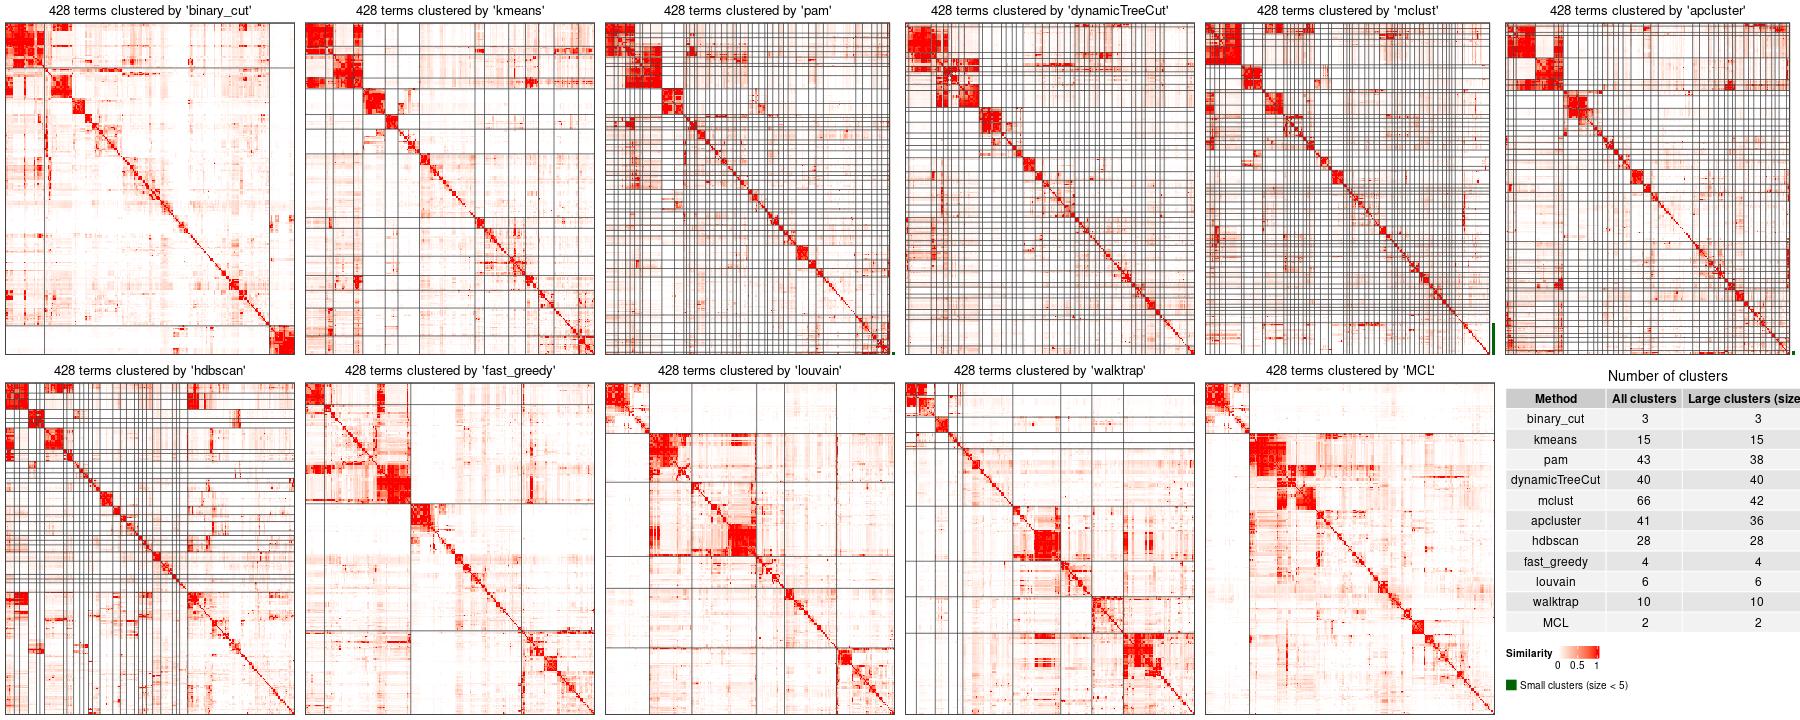 428 terms clustered by 'binary_cut'
428 terms clustered by 'kmeans'
428 terms clustered by 'pam'
428 terms clustered by 'dynamicTreeCut'
428 terms clustered by 'mclust'
428 terms clustered by 'apcluster'
428 terms clustered by 'hdbscan'
428 terms clustered by 'fast_greedy'
428 terms clustered by 'louvain'
428 terms clustered by 'walktrap'
428 terms clustered by 'MCL'
Number of clusters
Method All clusters Large clusters (size
binary_cut 3 3
kmeans 15 15
pam 43 38
dynamicTreeCut 40 40
mclust 66 42
apcluster 41 36
hdbscan 28 28
fast_greedy 4 4
louvain 6 6
walktrap 10 10
MCL 2 2
Similarity
0 0.5 1
Small clusters (size < 5)